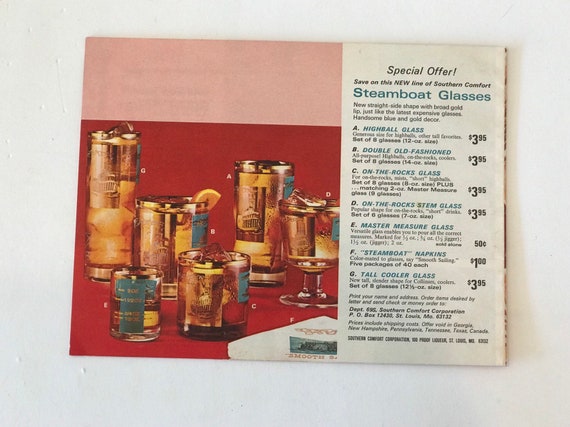 Special Offer!
Save on this NEW line of Southern Comfort
Steamboat Glasses
New straight-side shape with broad gold
lip, just like the latest expensive glasses.
Handsome blue and gold decor.
A. HIGHBALL GLASS
Generous size for highballs, other tall favorites.
Set of 8 glasses (12-oz. size) $3 95
B. DOUBLE OLD-FASHIONED
All-purpose! Highballs, on-the-rocks, coolers.
Set of 8 glasses (14-oz. size) $3 95
C. ON-THE-ROCKS GLASS
For on-the-rocks, mists, "short" highballs.
Set of 8 glasses (8-oz. size) PLUS
...matching 2-oz. Master Measure
glass (9 glasses) $3 95
D. ON-THE-ROCKS STEM GLASS
Popular shape for on-the-rocks, "short" drinks.
Set of 6 glasses (7-oz. size) $3 95
E. MASTER MEASURE GLASS
Versatile glass enables you to pour all the correct
measures. Marked for ½ oz.; ¾ oz. (½ jigger);
1½ oz. (jigger); 2 oz. sold alone 50¢
F. "STEAMBOAT" NAPKINS
Color-mated to glasses, say "Smooth Sailing."
Five packages of 40 each $1 00
G. TALL COOLER GLASS
New tall, slender shape for Collinses, coolers.
Set of 8 glasses (12½-oz. size) $3 95
Print your name and address. Order items desired by
letter and send check or money order to:
Dept. 69S, Southern Comfort Corporation
P. O. Box 12430, St. Louis, Mo. 63132
Prices include shipping costs. Offer void in Georgia,
New Hampshire, Pennsylvania, Tennessee, Texas, Canada.
SOUTHERN COMFORT CORPORATION, 100 PROOF LIQUEUR, ST. LOUIS, MO. 63132
G
A
D
B
E
C
F
"SMOOTH S